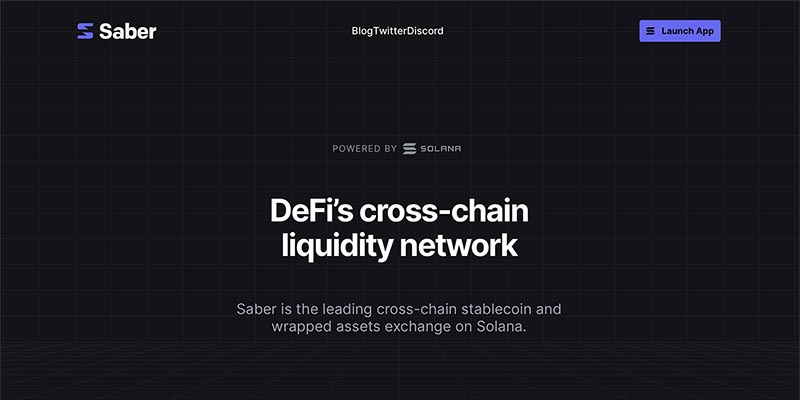 Saber
BlogTwitterDiscord
Launch App
POWERED BY SOLANA
DeFi’s cross-chain
liquidity network
Saber is the leading cross-chain stablecoin and
wrapped assets exchange on Solana.